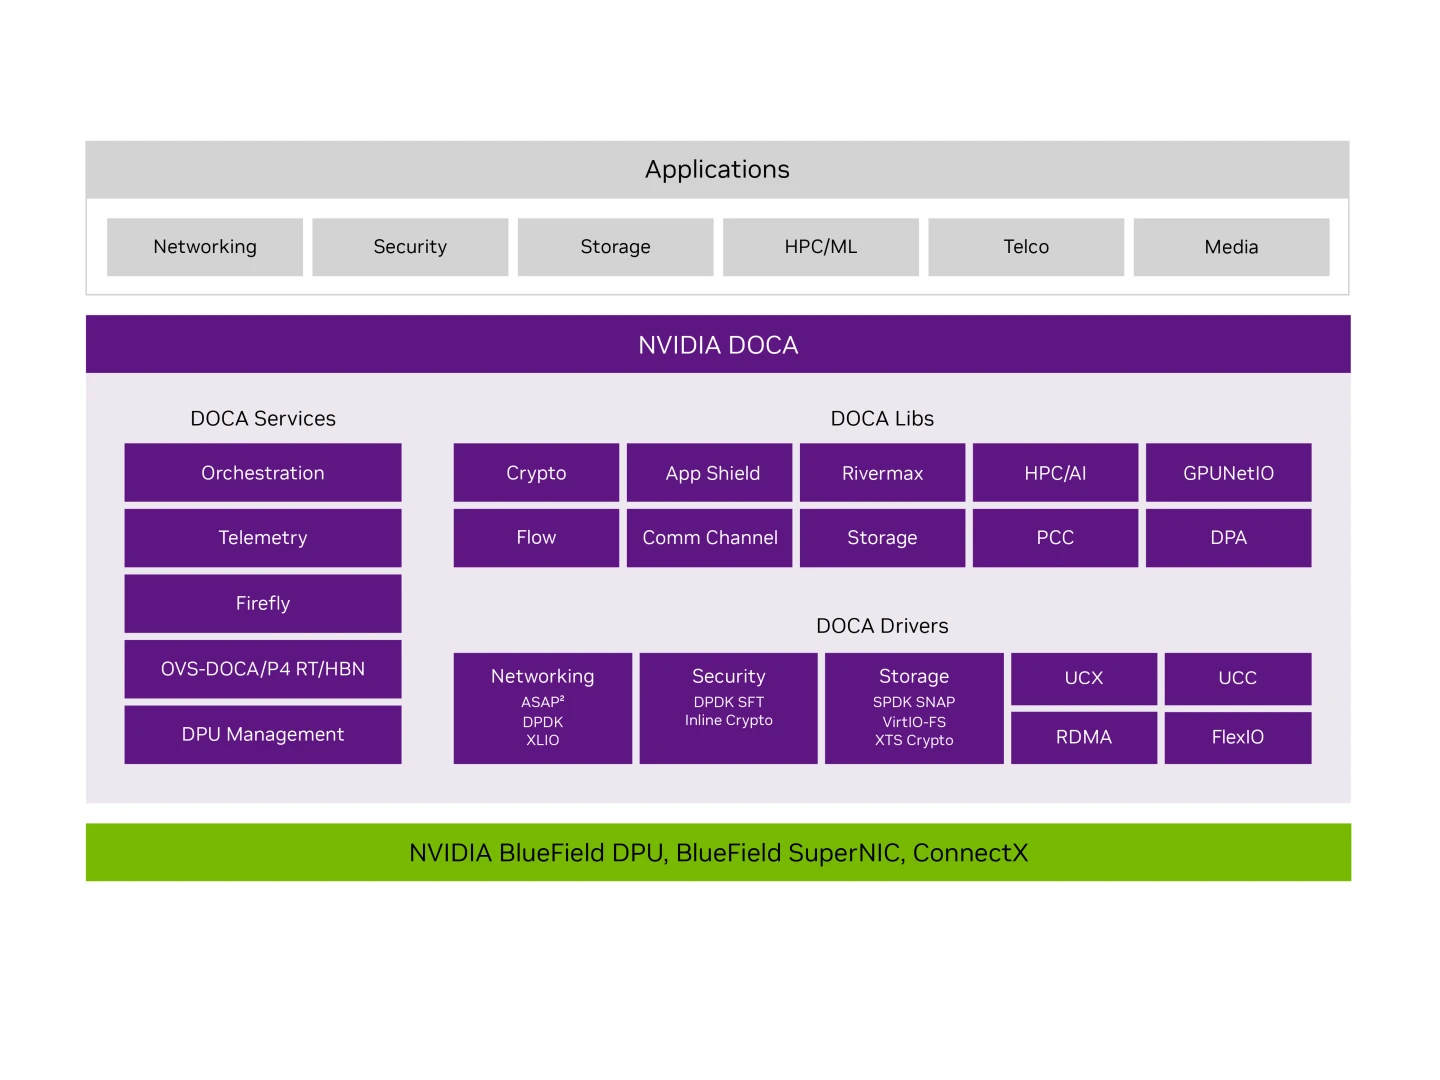 Applications
Networking
Security
Storage
HPC/ML
Telco
Media
NVIDIA DOCA
DOCA Services
Orchestration
Telemetry
Firefly
OVS-DOCA/P4 RT/HBN
DPU Management
DOCA Libs
Crypto
App Shield
Rivermax
HPC/AI
GPUNetIO
Flow
Comm Channel
Storage
PCC
DPA
DOCA Drivers
Networking
ASAP²
DPDK
XLIO
Security
DPDK SFT
Inline Crypto
Storage
SPDK SNAP
VirtIO-FS
XTS Crypto
UCX
UCC
RDMA
FlexIO
NVIDIA BlueField DPU, BlueField SuperNIC, ConnectX